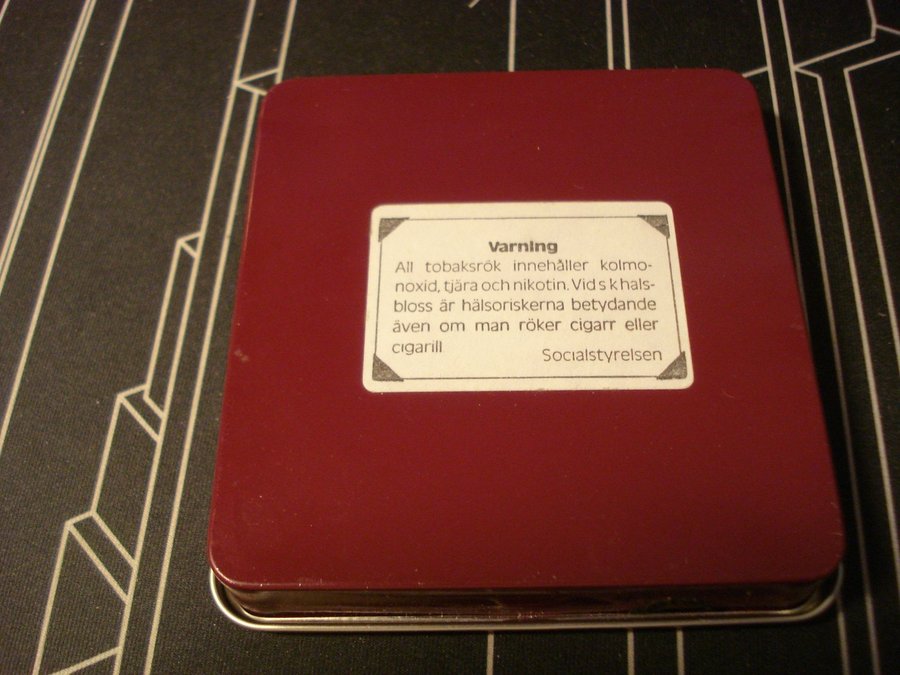 Varning
All tobaksrök innehåller kolmo-
noxid, tjära och nikotin. Vid s k hals-
bloss är hälsoriskerna betydande
även om man röker cigarr eller
cigarill
Socialstyrelsen